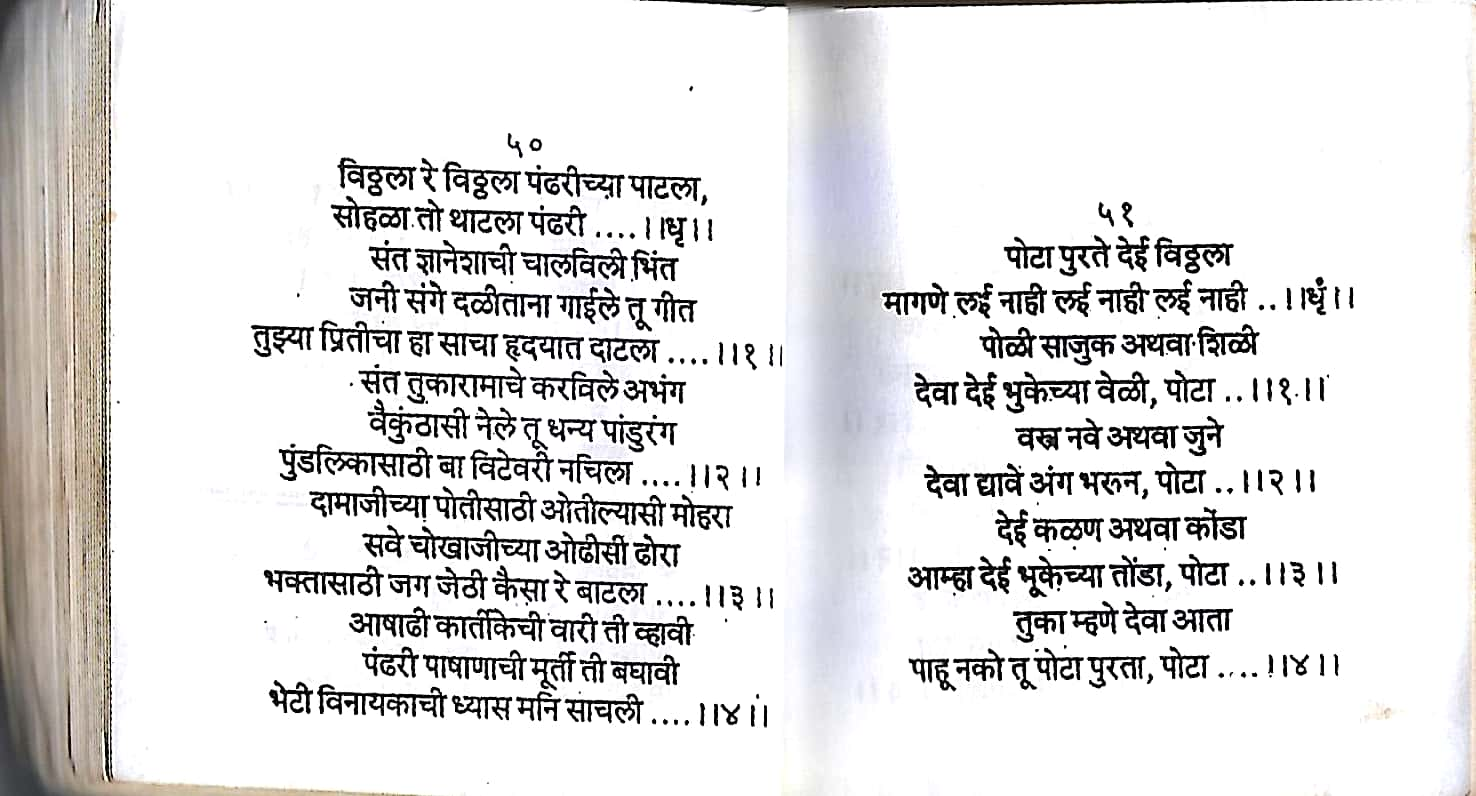 ५०
विठ्ठला रे विठ्ठला पंढरीच्या पाटला,
सोहळा तो थाटला पंढरी ....।।धृ।।
संत ज्ञानेशाची चालविली भिंत
जनी संगे दळीताना गाईले तू गीत
तुझ्या प्रितीचा हा साचा हृदयात दाटला ....।।१।।
संत तुकारामाचे करविले अभंग
वैकुंठासी नेले तू धन्य पांडुरंग
पुंडलिकासाठी बा विटेवरी नचिला ....।।२।।
दामाजीच्या पोतीसाठी ओतील्यासी मोहरा
सवे चोखाजीच्या ओढीसी ढोरा
भक्तासाठी जग जेठी कैसा रे बाटला ....।।३।।
आषाढी कार्तीकेची वारी ती व्हावी
पंढरी पाषाणाची मूर्ती ती बघावी
भेटी विनायकाची ध्यास मनि साचली ....।।४।।
५१
पोटा पुरते देई विठ्ठला
मागणे लई नाही लई नाही लई नाही ..।।धृं।।
पोळी साजुक अथवा शिळी
देवा देई भुकेच्या वेळी, पोटा ..।।१।।
वस्त्र नवे अथवा जुने
देवा द्यावे अंग भरुन, पोटा ..।।२।।
देई कळण अथवा कोंडा
आम्हा देई भूकेच्या तोंडा, पोटा ..।।३।।
तुका म्हणे देवा आता
पाहू नको तू पोटा पुरता, पोटा ....।।४।।